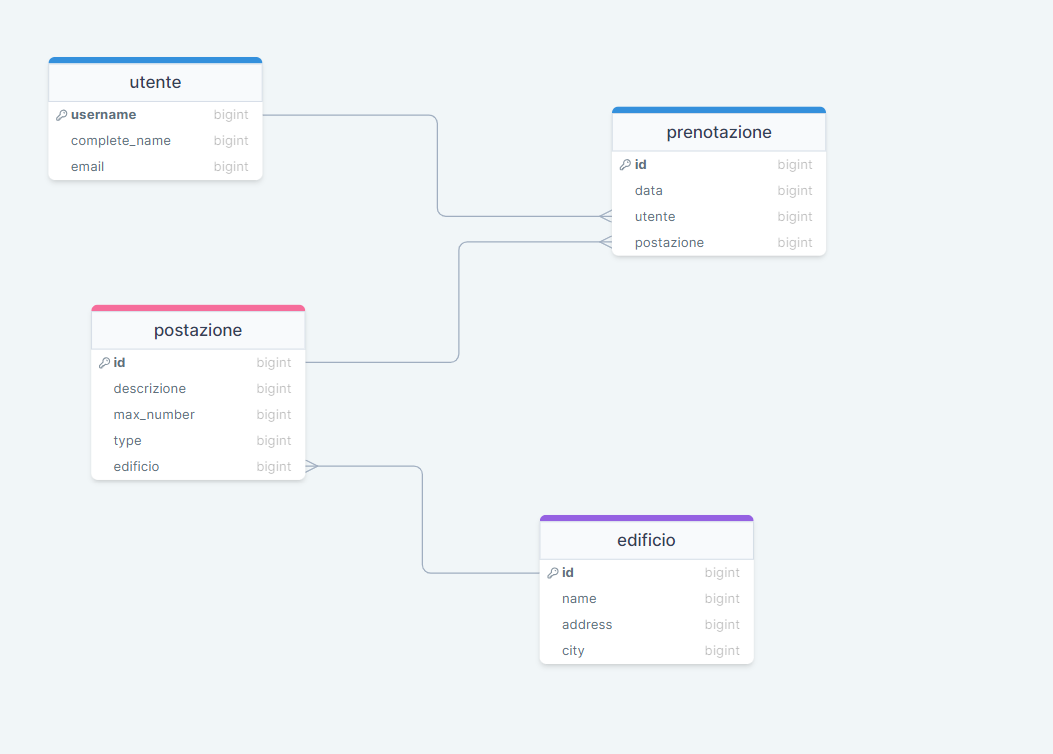 utente
username bigint
complete_name bigint
email bigint
prenotazione
id bigint
data bigint
utente bigint
postazione bigint
postazione
id bigint
descrizione bigint
max_number bigint
type bigint
edificio bigint
edificio
id bigint
name bigint
address bigint
city bigint